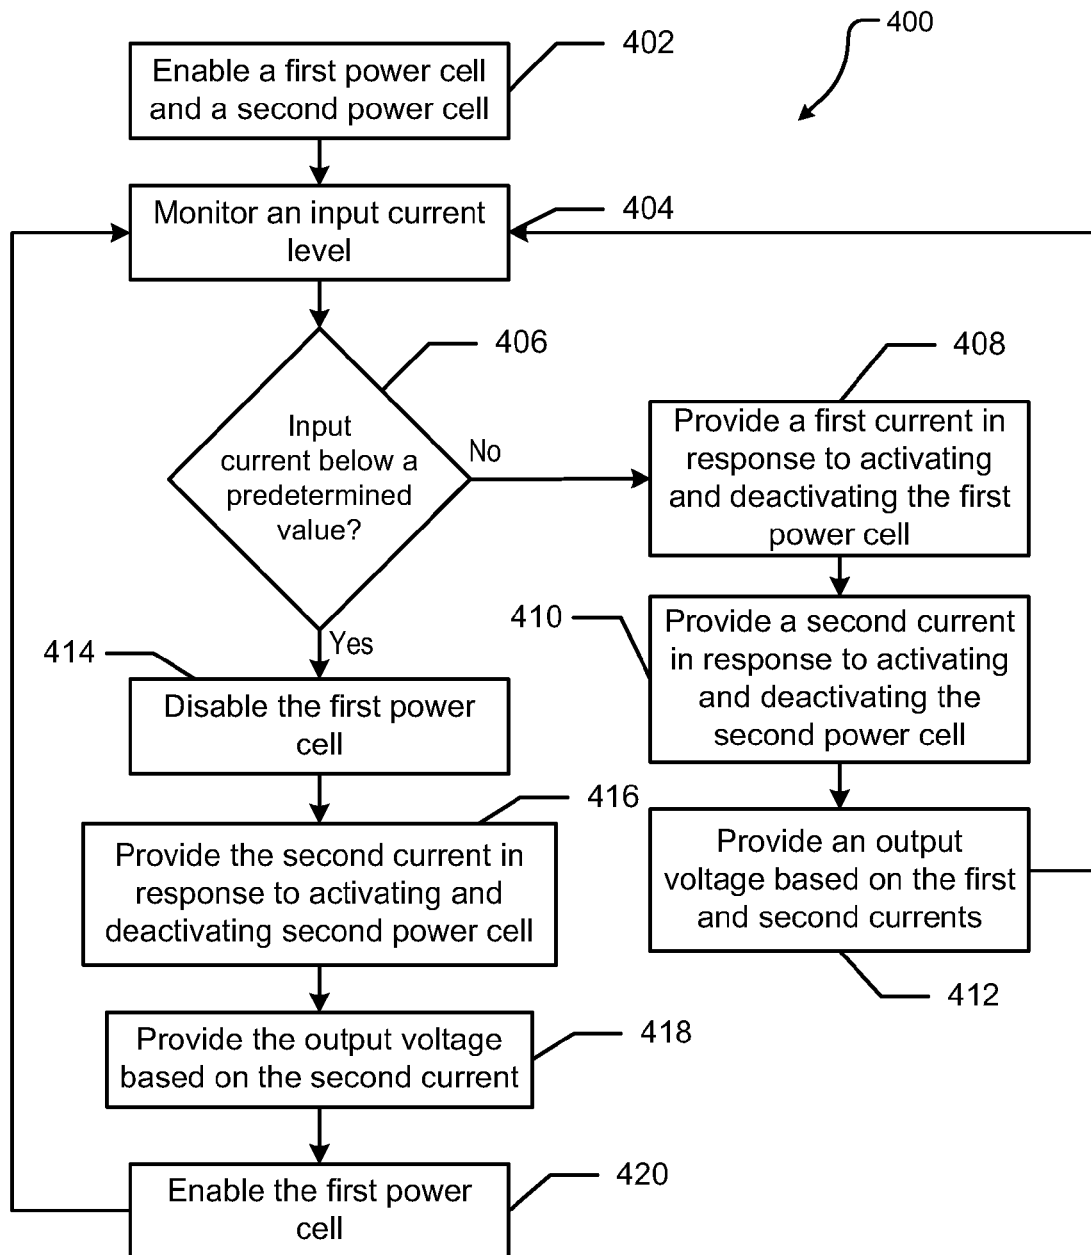 400
402
Enable a first power cell
and a second power cell
Monitor an input current
level
404
406
Input
current below a
predetermined
value?
No
Yes
408
Provide a first current in
response to activating
and deactivating the first
power cell
410
Provide a second current
in response to activating
and deactivating the
second power cell
Provide an output
voltage based on the first
and second currents
412
414
Disable the first power
cell
416
Provide the second current in
response to activating and
deactivating second power cell
Provide the output voltage
based on the second current
418
Enable the first power
cell
420